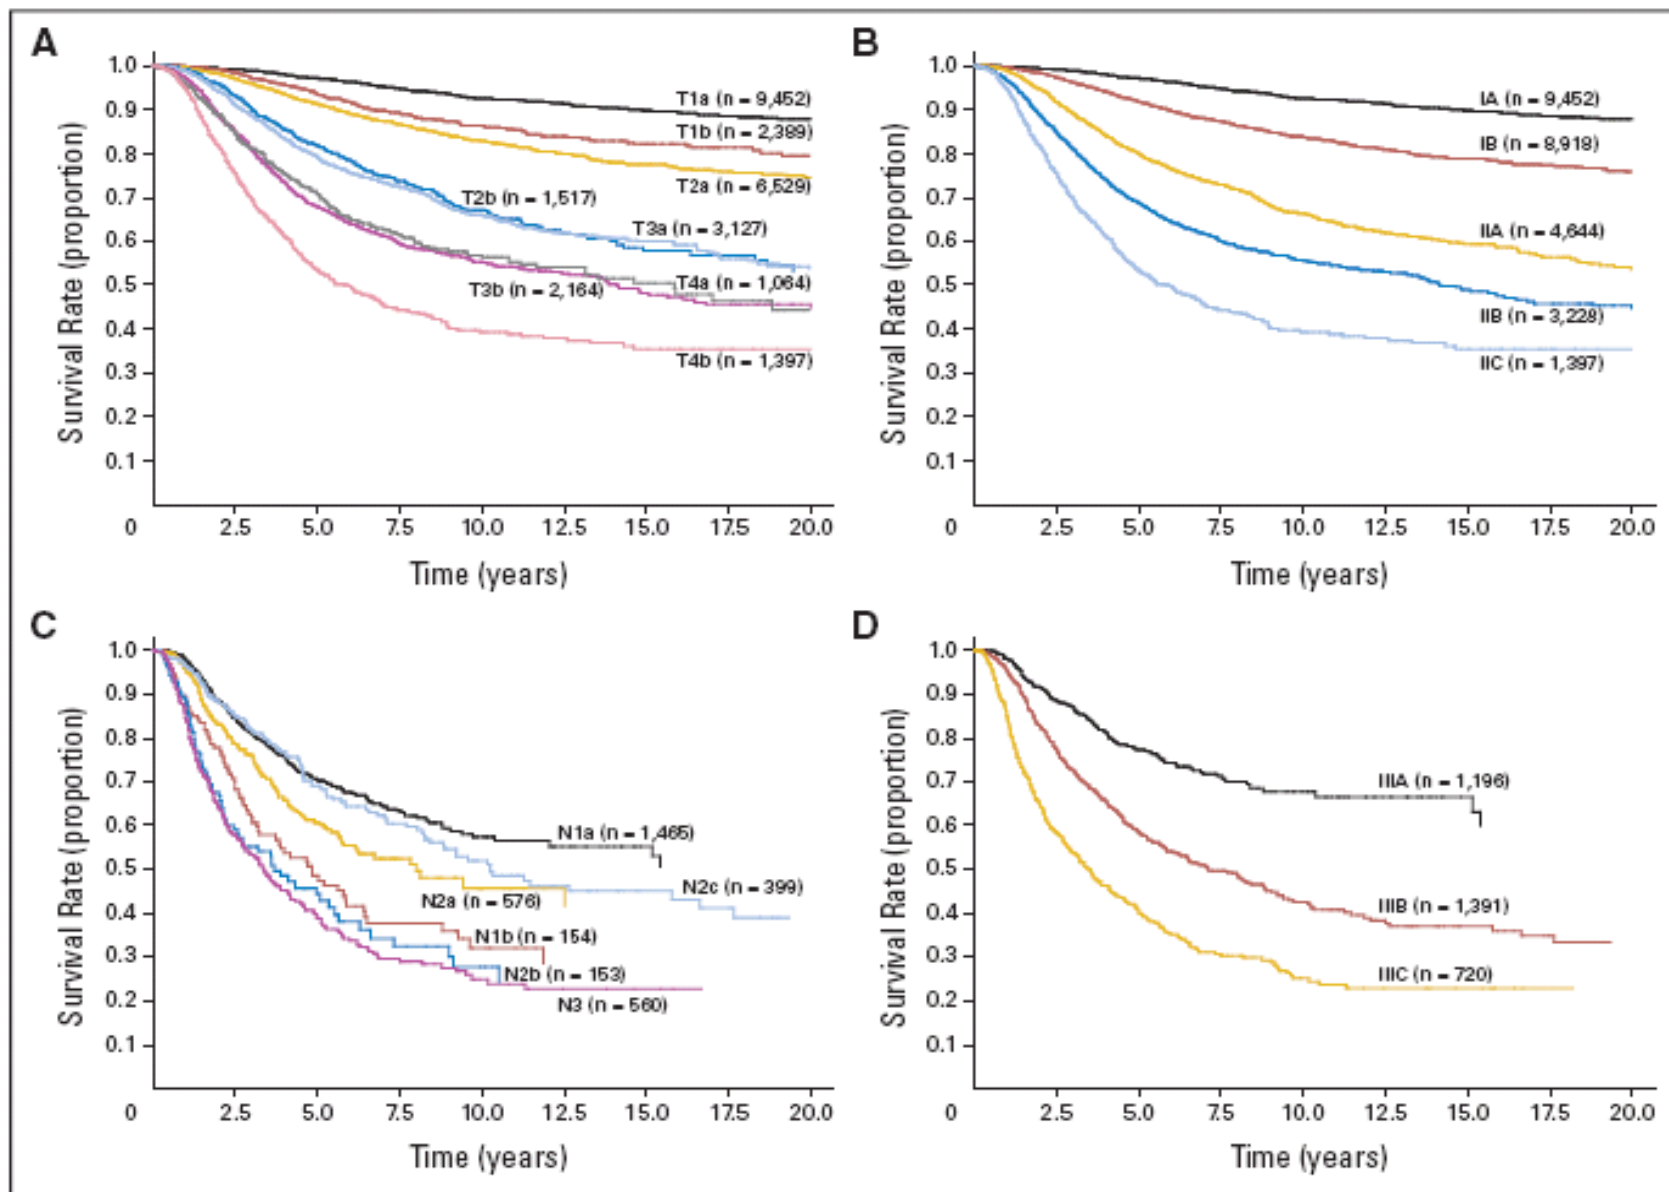 A
Survival Rate (proportion)
1.0
0.9
0.8
0.7
0.6
0.5
0.4
0.3
0.2
0.1
0
2.5
5.0
7.5
10.0
12.5
15.0
17.5
20.0
Time (years)
T1a (n = 9,452)
T1b (n = 2,389)
T2a (n = 6,529)
T2b (n = 1,517)
T3a (n = 3,127)
T4a (n = 1,064)
T3b (n = 2,164)
T4b (n = 1,397)
B
Survival Rate (proportion)
1.0
0.9
0.8
0.7
0.6
0.5
0.4
0.3
0.2
0.1
0
2.5
5.0
7.5
10.0
12.5
15.0
17.5
20.0
Time (years)
IA (n = 9,452)
IB (n = 8,918)
IIA (n = 4,644)
IIB (n = 3,228)
IIC (n = 1,397)
C
Survival Rate (proportion)
1.0
0.9
0.8
0.7
0.6
0.5
0.4
0.3
0.2
0.1
0
2.5
5.0
7.5
10.0
12.5
15.0
17.5
20.0
Time (years)
N1a (n = 1,465)
N2c (n = 399)
N2a (n = 576)
N1b (n = 154)
N2b (n = 153)
N3 (n = 560)
D
Survival Rate (proportion)
1.0
0.9
0.8
0.7
0.6
0.5
0.4
0.3
0.2
0.1
0
2.5
5.0
7.5
10.0
12.5
15.0
17.5
20.0
Time (years)
IIIA (n = 1,196)
IIIB (n = 1,391)
IIIC (n = 720)